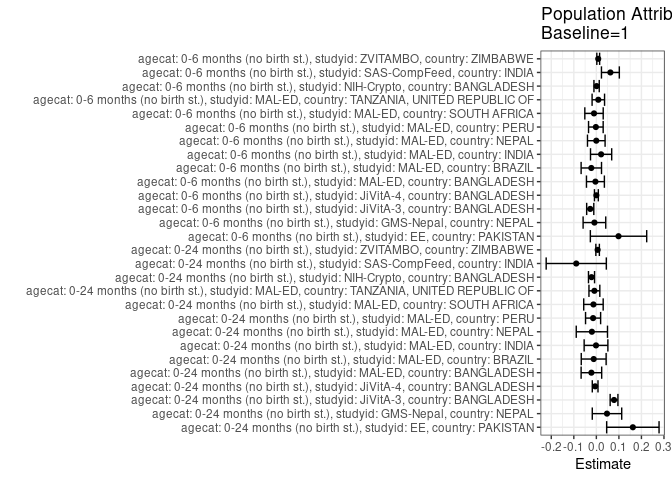 Population Attrib
Baseline=1
agecat: 0-6 months (no birth st.), studyid: ZVITAMBO, country: ZIMBABWE
agecat: 0-6 months (no birth st.), studyid: SAS-CompFeed, country: INDIA
agecat: 0-6 months (no birth st.), studyid: NIH-Crypto, country: BANGLADESH
agecat: 0-6 months (no birth st.), studyid: MAL-ED, country: TANZANIA, UNITED REPUBLIC OF
agecat: 0-6 months (no birth st.), studyid: MAL-ED, country: SOUTH AFRICA
agecat: 0-6 months (no birth st.), studyid: MAL-ED, country: PERU
agecat: 0-6 months (no birth st.), studyid: MAL-ED, country: NEPAL
agecat: 0-6 months (no birth st.), studyid: MAL-ED, country: INDIA
agecat: 0-6 months (no birth st.), studyid: MAL-ED, country: BRAZIL
agecat: 0-6 months (no birth st.), studyid: MAL-ED, country: BANGLADESH
agecat: 0-6 months (no birth st.), studyid: JiVitA-4, country: BANGLADESH
agecat: 0-6 months (no birth st.), studyid: JiVitA-3, country: BANGLADESH
agecat: 0-6 months (no birth st.), studyid: GMS-Nepal, country: NEPAL
agecat: 0-6 months (no birth st.), studyid: EE, country: PAKISTAN
agecat: 0-24 months (no birth st.), studyid: ZVITAMBO, country: ZIMBABWE
agecat: 0-24 months (no birth st.), studyid: SAS-CompFeed, country: INDIA
agecat: 0-24 months (no birth st.), studyid: NIH-Crypto, country: BANGLADESH
agecat: 0-24 months (no birth st.), studyid: MAL-ED, country: TANZANIA, UNITED REPUBLIC OF
agecat: 0-24 months (no birth st.), studyid: MAL-ED, country: SOUTH AFRICA
agecat: 0-24 months (no birth st.), studyid: MAL-ED, country: PERU
agecat: 0-24 months (no birth st.), studyid: MAL-ED, country: NEPAL
agecat: 0-24 months (no birth st.), studyid: MAL-ED, country: INDIA
agecat: 0-24 months (no birth st.), studyid: MAL-ED, country: BRAZIL
agecat: 0-24 months (no birth st.), studyid: MAL-ED, country: BANGLADESH
agecat: 0-24 months (no birth st.), studyid: JiVitA-4, country: BANGLADESH
agecat: 0-24 months (no birth st.), studyid: JiVitA-3, country: BANGLADESH
agecat: 0-24 months (no birth st.), studyid: GMS-Nepal, country: NEPAL
agecat: 0-24 months (no birth st.), studyid: EE, country: PAKISTAN
-0.2 -0.1 0.0 0.1 0.2 0.3
Estimate